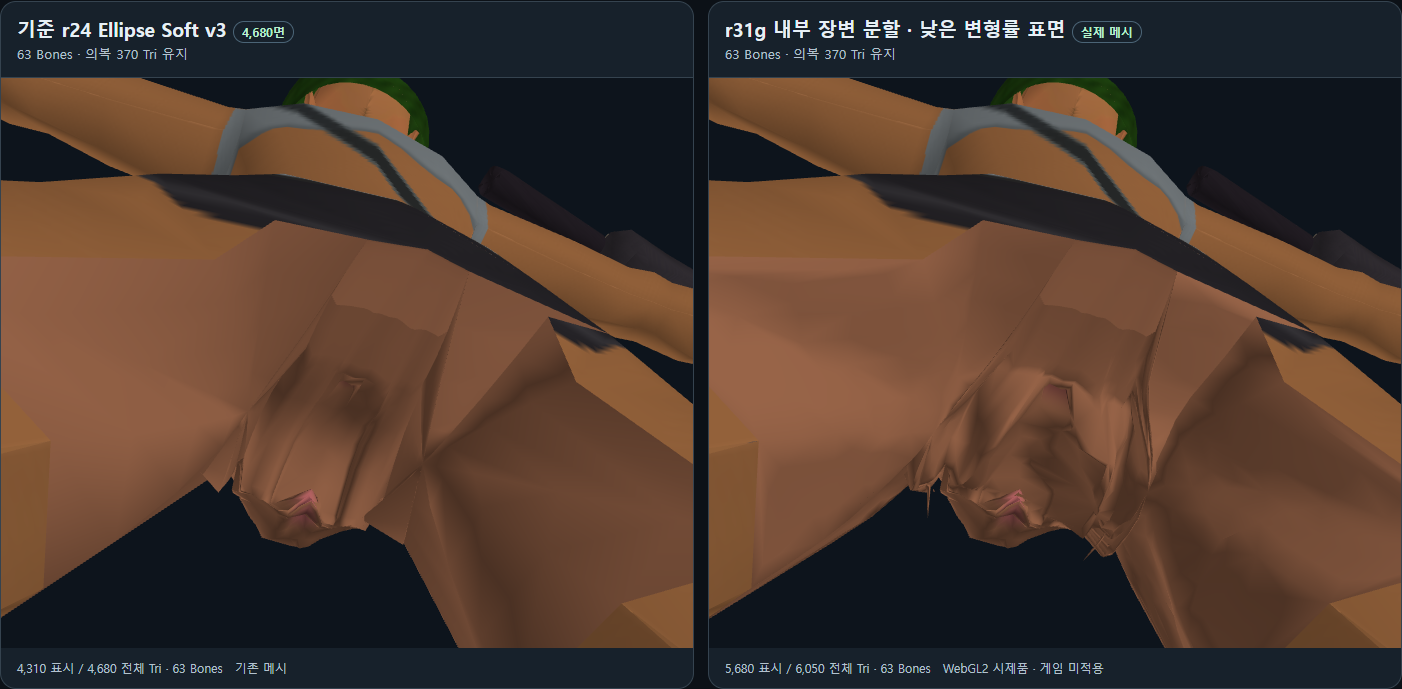 기준 r24 Ellipse Soft v3 4,680면
63 Bones · 의복 370 Tri 유지
r31g 내부 장변 분할 · 낮은 변형률 표면 실제 메시
63 Bones · 의복 370 Tri 유지
4,310 표시 / 4,680 전체 Tri · 63 Bones 기존 메시
5,680 표시 / 6,050 전체 Tri · 63 Bones WebGL2 시제품 · 게임 미적용